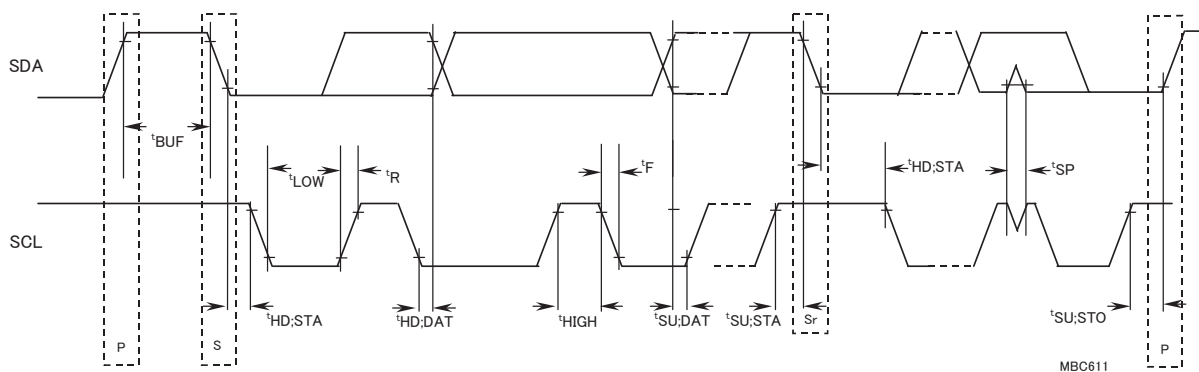 SDA
tBUF
tLOW
tR
tF
tHD;STA
tSP
SCL
tHD;STA
tHD;DAT
tHIGH
tSU;DAT
tSU;STA
Sr
tSU;STO
P
S
P
MBC611